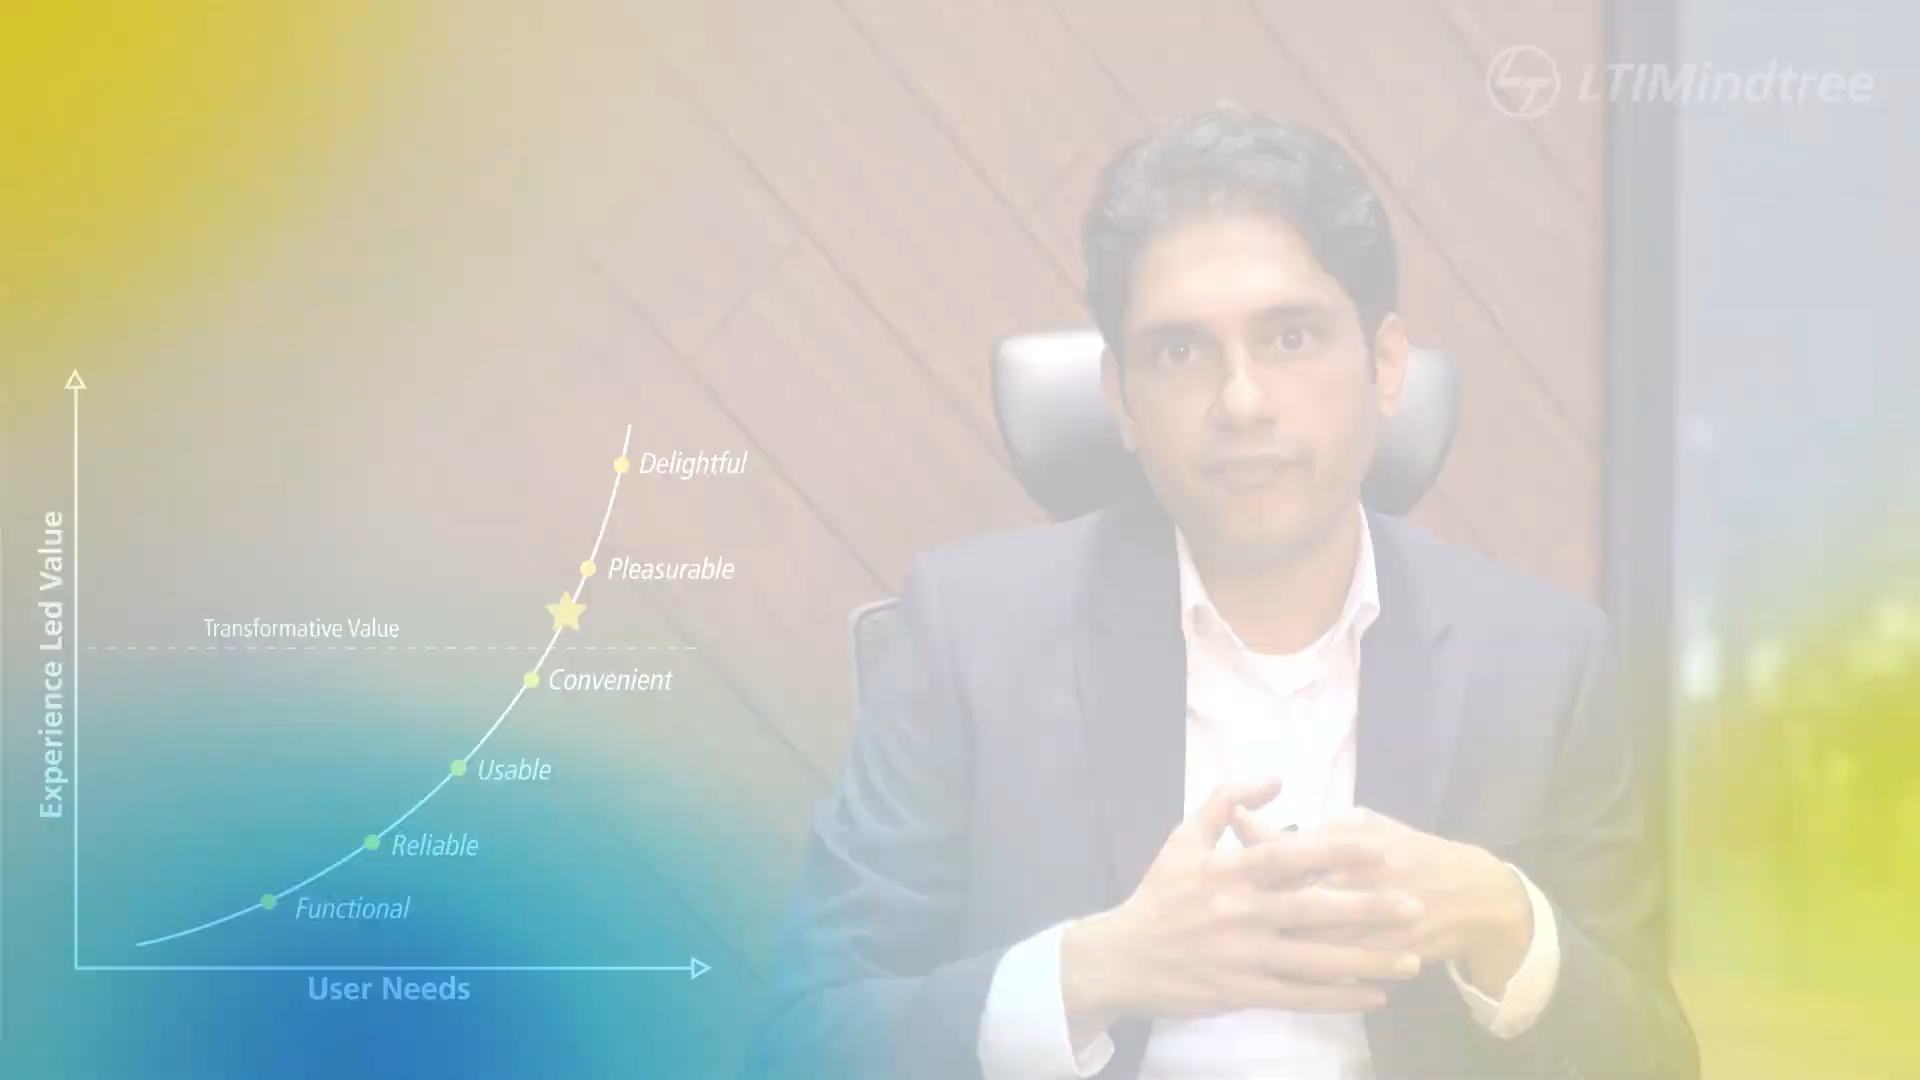 LTIMindtree
Delightful
Pleasurable
Transformative Value
Convenient
Usable
Reliable
Functional
Experience Led Value
User Needs